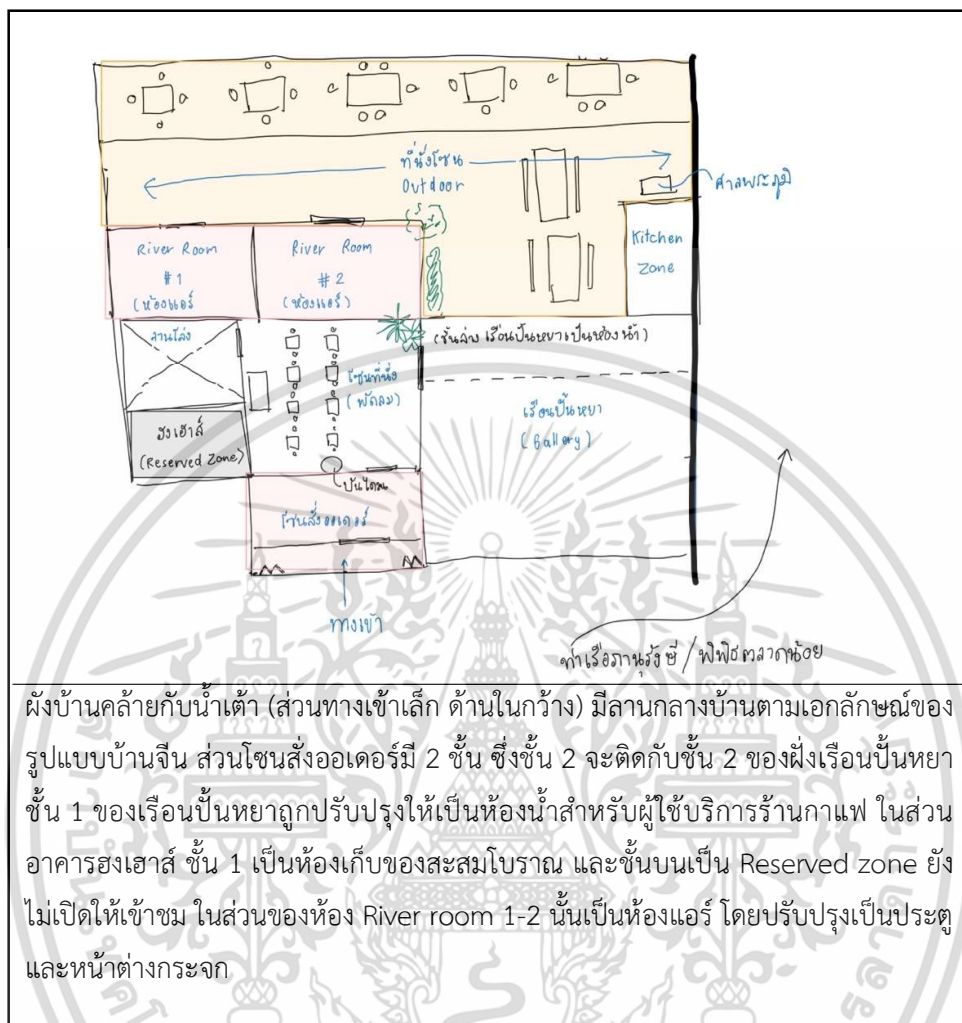 ที่นั่งโซน
Outdoor
ศาลพระภูมิ
River Room
#1
(ห้องแอร์)
River Room
#2
(ห้องแอร์)
Kitchen
Zone
ลานโล่ง
(ชั้นล่าง เรือนปั้นหยาเป็นห้องน้ำ)
โซนที่นั่ง
(พัดลม)
เรือนปั้นหยา
(Gallery)
ฮงเฮาส์
(Reserved Zone)
บันไดวน
โซนสั่งออเดอร์
ทางเข้า
ท่าเรือภานุรังษี / พิพิธตลาดน้อย
ผังบ้านคล้ายกับน้ำเต้า (ส่วนทางเข้าเล็ก ด้านในกว้าง) มีลานกลางบ้านตามเอกลักษณ์ของ
รูปแบบบ้านจีน ส่วนโซนสั่งออเดอร์มี 2 ชั้น ซึ่งชั้น 2 จะติดกับชั้น 2 ของฝั่งเรือนปั้นหยา
ชั้น 1 ของเรือนปั้นหยาถูกปรับปรุงให้เป็นห้องน้ำสำหรับผู้ใช้บริการร้านกาแฟ ในส่วน
อาคารฮงเฮาส์ ชั้น 1 เป็นห้องเก็บของสะสมโบราณ และชั้นบนเป็น Reserved zone ยัง
ไม่เปิดให้เข้าชม ในส่วนของห้อง River room 1-2 นั้นเป็นห้องแอร์ โดยปรับปรุงเป็นประตู
และหน้าต่างกระจก